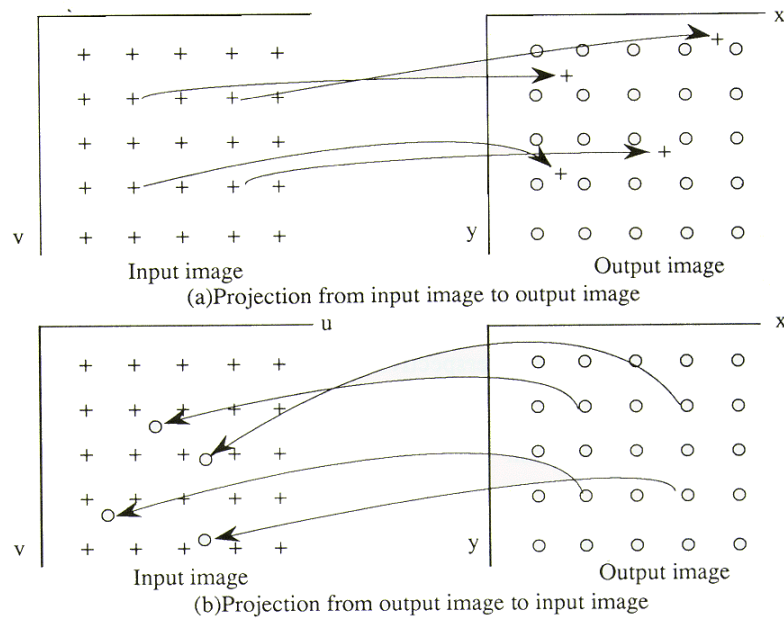 x
v
y
Input image
Output image
(a)Projection from input image to output image
u
x
v
y
Input image
Output image
(b)Projection from output image to input image